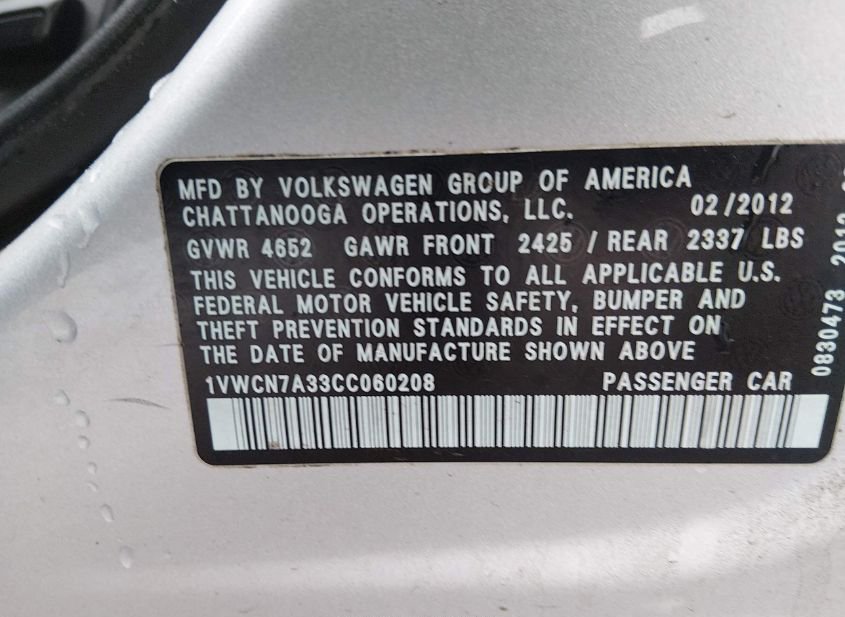 MFD BY VOLKSWAGEN GROUP OF AMERICA
CHATTANOOGA OPERATIONS, LLC. 02/2012
GVWR 4652 GAWR FRONT 2425 / REAR 2337 LBS
THIS VEHICLE CONFORMS TO ALL APPLICABLE U.S.
FEDERAL MOTOR VEHICLE SAFETY, BUMPER AND
THEFT PREVENTION STANDARDS IN EFFECT ON
THE DATE OF MANUFACTURE SHOWN ABOVE
1VWCN7A33CC060208 PASSENGER CAR
0830473